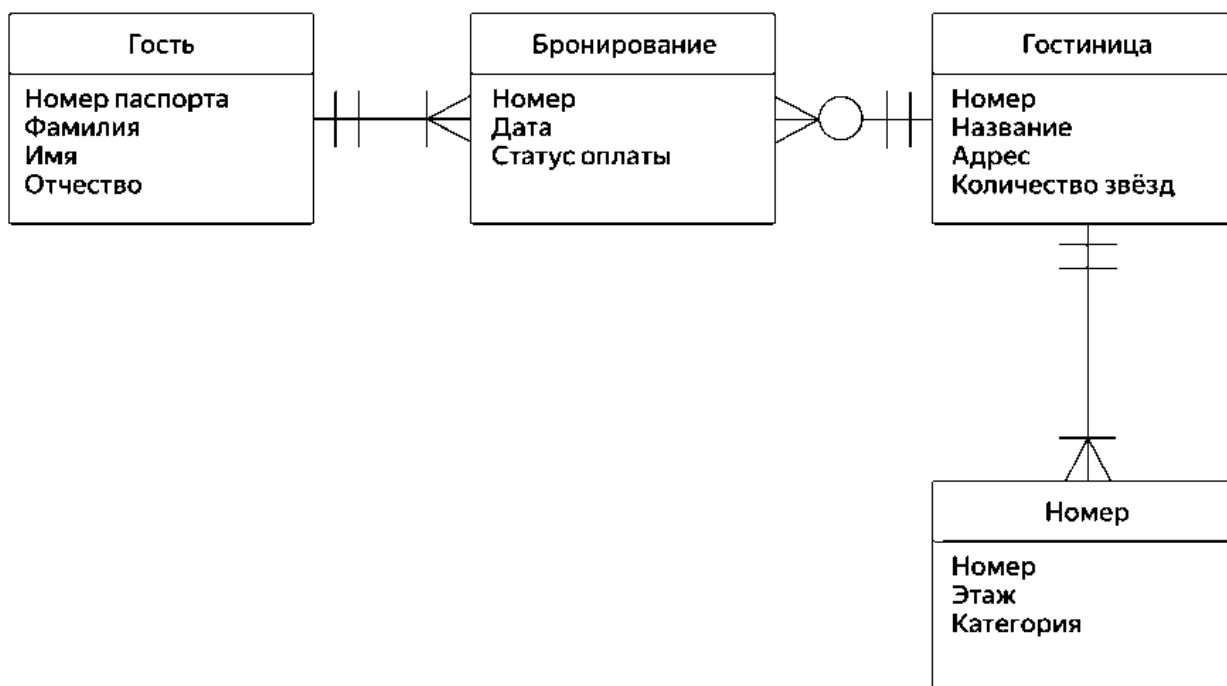 Гость
Номер паспорта
Фамилия
Имя
Отчество
Бронирование
Номер
Дата
Статус оплаты
Гостиница
Номер
Название
Адрес
Количество звёзд
Номер
Номер
Этаж
Категория